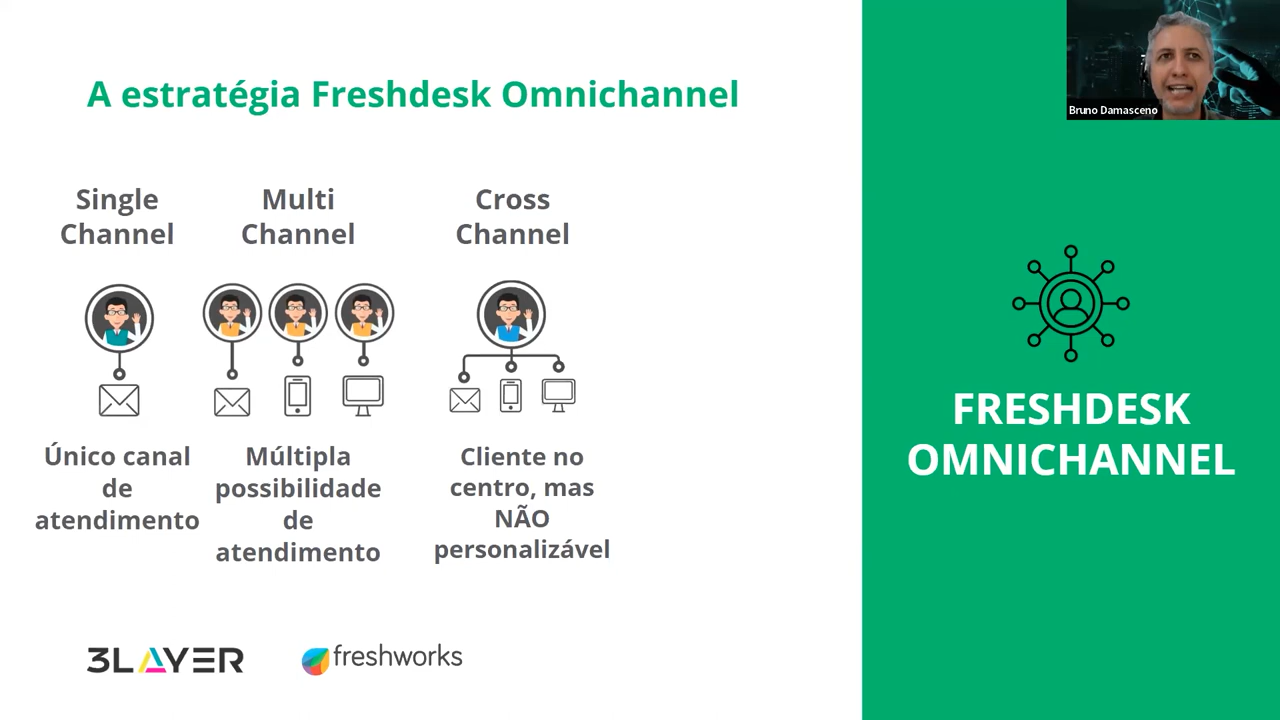 A estratégia Freshdesk Omnichannel
Single
Channel
Único canal
de
atendimento
Multi
Channel
Múltipla
possibilidade
de
atendimento
Cross
Channel
Cliente no
centro, mas
NÃO
personalizável
3LAYER
freshworks
Bruno Damasceno
FRESHDESK
OMNICHANNEL